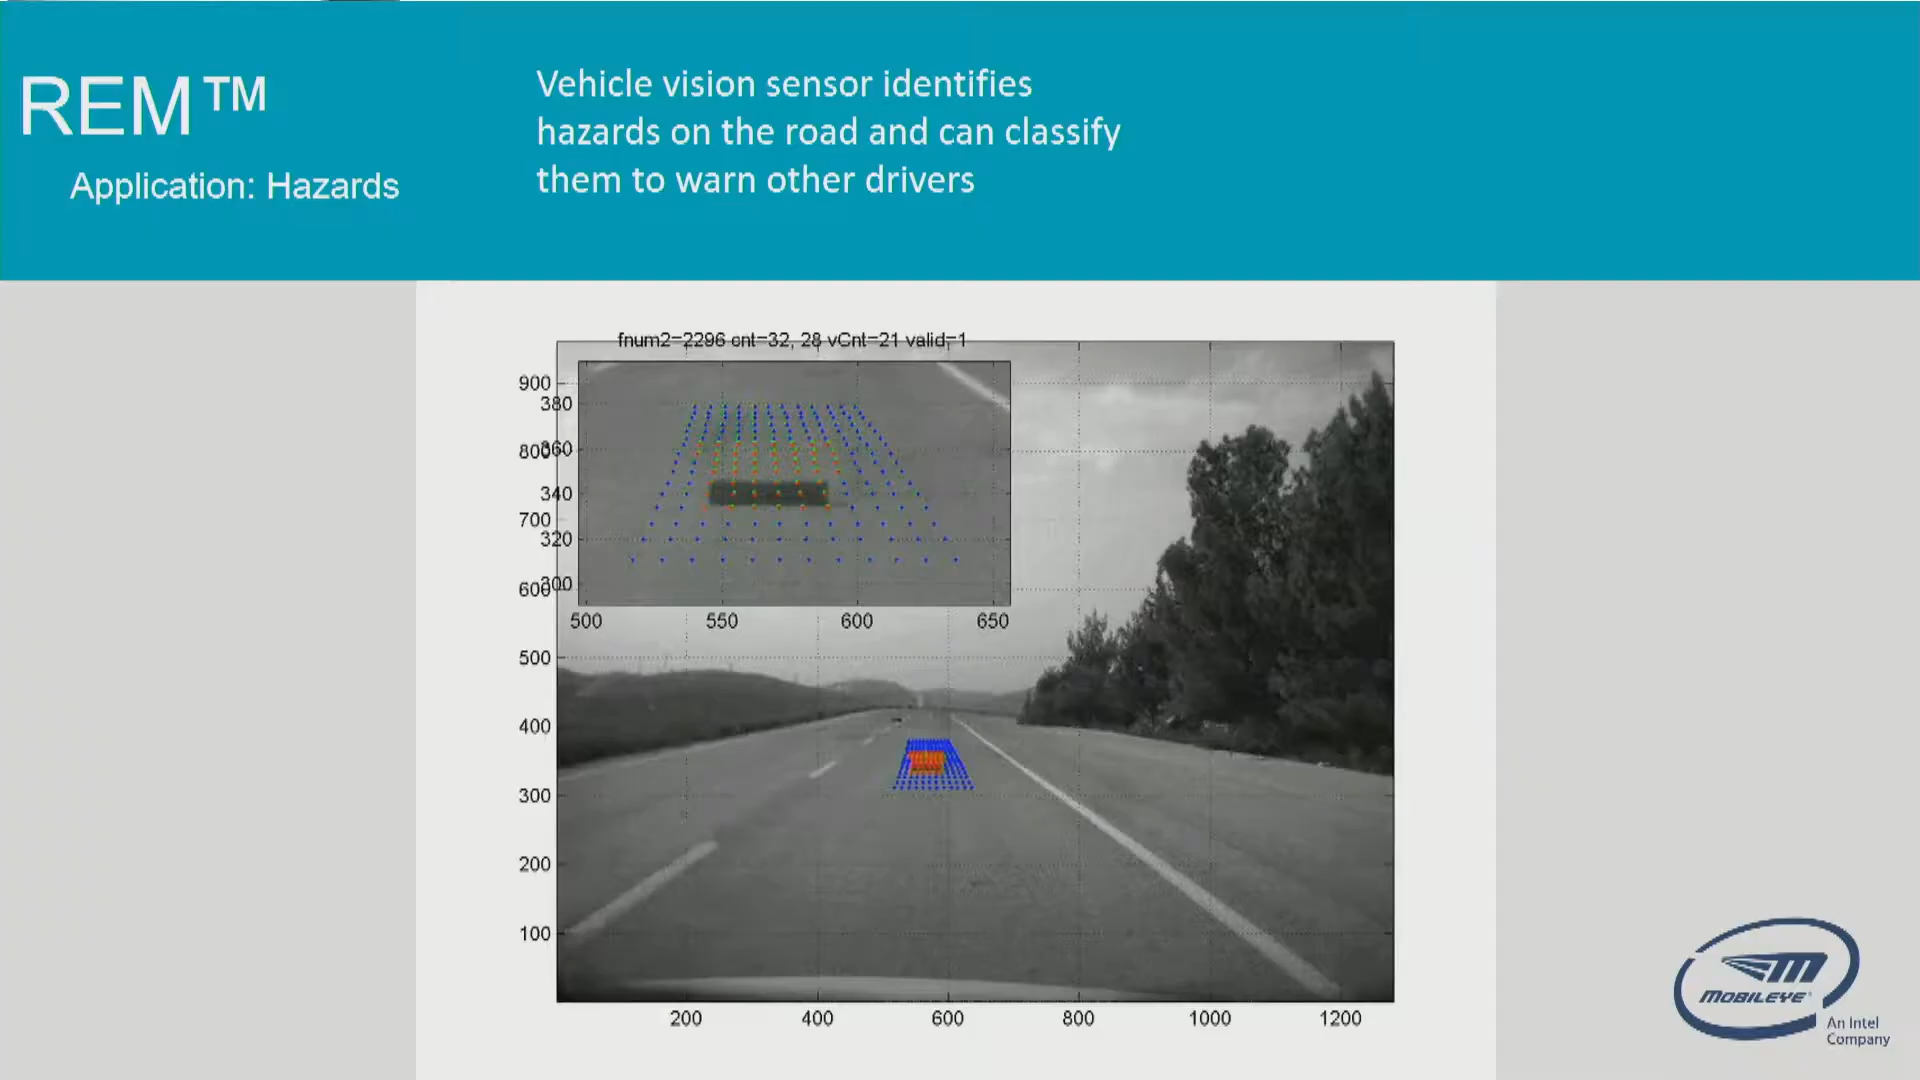 REM™
Application: Hazards
Vehicle vision sensor identifies
hazards on the road and can classify
them to warn other drivers
fnum2=2296 cnt=32, 28 vCnt=21 valid=1
900
380
800
360
340
700
320
600
300
500
550
600
650
500
400
300
200
100
200
400
600
800
1000
1200
MOBILEYE
An Intel
Company